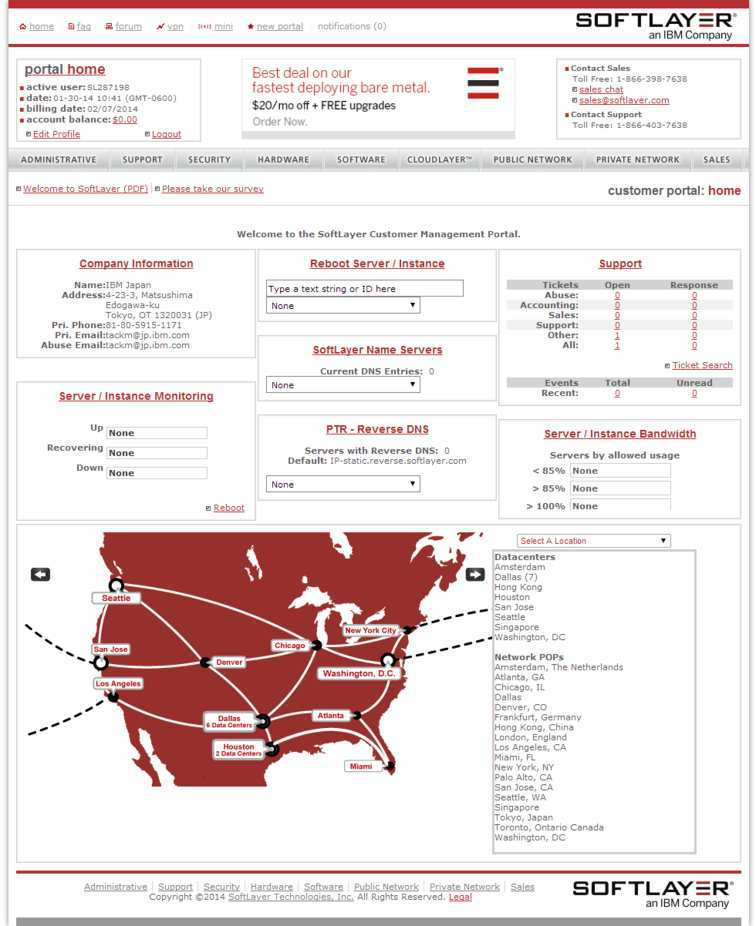 home faq forum vpn mini new portal notifications (0)
SOFTLAYER®
an IBM Company
portal home
active user: SL287198
date: 01-30-14 10:41 (GMT-0600)
billing date: 02/07/2014
account balance: $0.00
Edit Profile Logout
Best deal on our
fastest deploying bare metal.
$20/mo off + FREE upgrades
Order Now.
Contact Sales
Toll Free: 1-866-398-7638
sales chat
sales@softlayer.com
Contact Support
Toll Free: 1-866-403-7638
ADMINISTRATIVE SUPPORT SECURITY HARDWARE SOFTWARE CLOUDLAYER™ PUBLIC NETWORK PRIVATE NETWORK SALES
Welcome to SoftLayer (PDF) Please take our survey
customer portal: home
Welcome to the SoftLayer Customer Management Portal.
Company Information
Name: IBM Japan
Address: 4-23-3, Matsushima
Edogawa-ku
Tokyo, OT 1320031 (JP)
Pri. Phone: 81-80-5915-1171
Pri. Email: tackm@jp.ibm.com
Abuse Email: tackm@jp.ibm.com
Server / Instance Monitoring
Up None
Recovering None
Down None
Reboot
Reboot Server / Instance
Type a text string or ID here
None
SoftLayer Name Servers
Current DNS Entries: 0
None
PTR - Reverse DNS
Servers with Reverse DNS: 0
Default: IP-static.reverse.softlayer.com
None
Support
Tickets Open Response
Abuse: 0 0
Accounting: 0 0
Sales: 0 0
Support: 0 0
Other: 1 0
All: 1 0
Ticket Search
Events Total Unread
Recent: 0 0
Server / Instance Bandwidth
Servers by allowed usage
< 85% None
> 85% None
> 100% None
Seattle
San Jose
Los Angeles
Denver
Chicago
New York City
Washington, D.C.
Dallas
6 Data Centers
Atlanta
Houston
2 Data Centers
Miami
Select A Location
Datacenters
Amsterdam
Dallas (7)
Hong Kong
Houston
San Jose
Seattle
Singapore
Washington, DC
Network POPs
Amsterdam, The Netherlands
Atlanta, GA
Chicago, IL
Dallas
Denver, CO
Frankfurt, Germany
Hong Kong, China
London, England
Los Angeles, CA
Miami, FL
New York, NY
Palo Alto, CA
San Jose, CA
Seattle, WA
Singapore
Tokyo, Japan
Toronto, Ontario Canada
Washington, DC
Administrative Support Security Hardware Software Public Network Private Network Sales
Copyright ©2014 SoftLayer Technologies, Inc. All Rights Reserved. Legal
SOFTLAYER®
an IBM Company